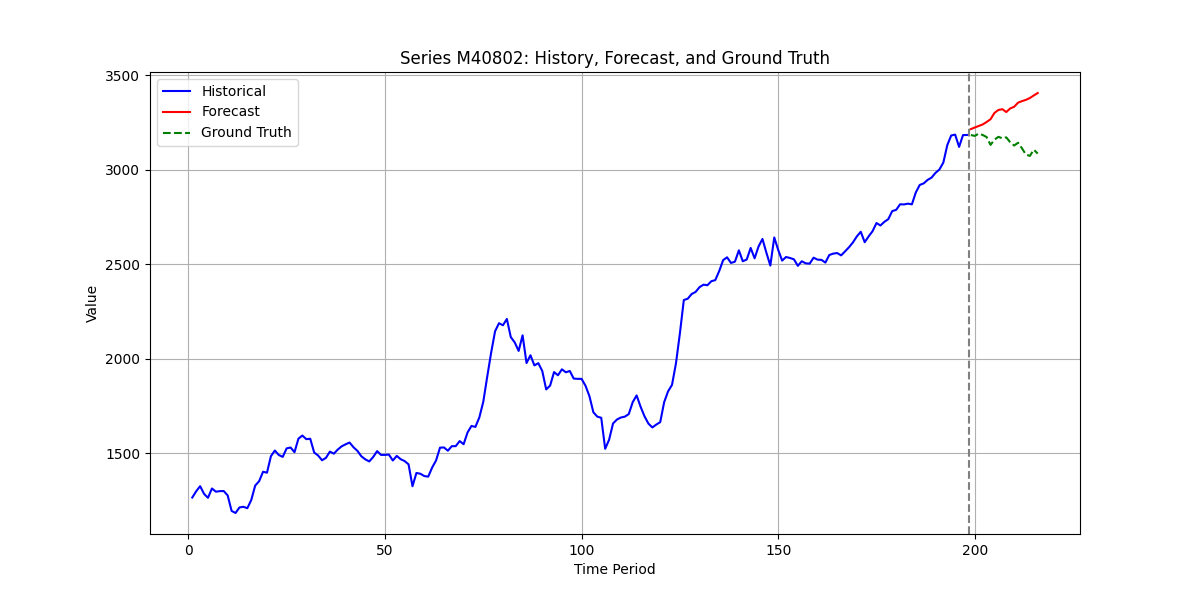 Series M40802: History, Forecast, and Ground Truth
Historical
Forecast
Ground Truth
3500
3000
2500
2000
1500
Value
0 50 100 150 200
Time Period